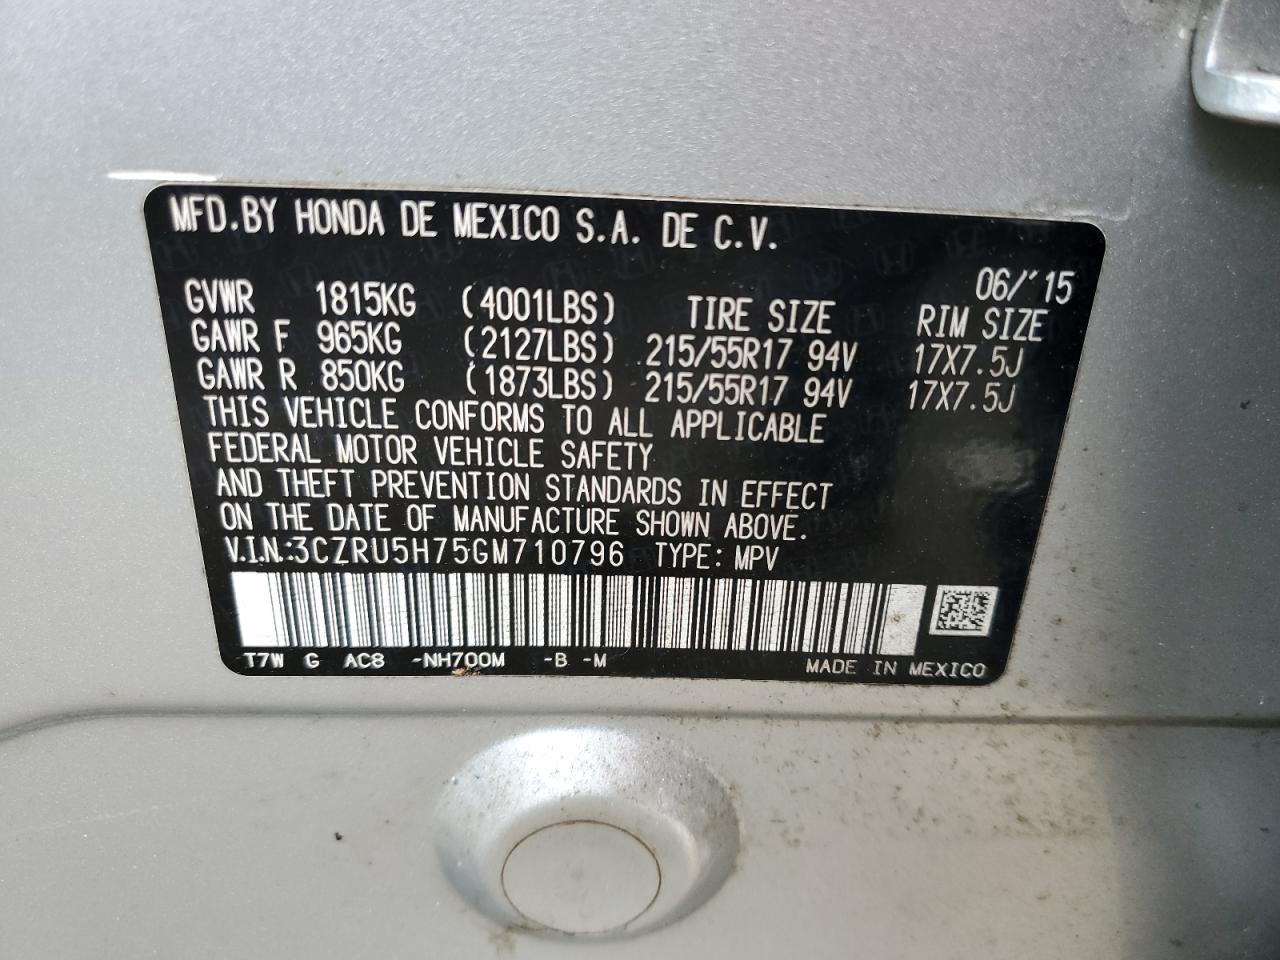 MFD.BY HONDA DE MEXICO S.A. DE C.V.
06/'15
GVWR 1815KG (4001LBS) TIRE SIZE RIM SIZE
GAWR F 965KG (2127LBS) 215/55R17 94V 17X7.5J
GAWR R 850KG (1873LBS) 215/55R17 94V 17X7.5J
THIS VEHICLE CONFORMS TO ALL APPLICABLE
FEDERAL MOTOR VEHICLE SAFETY
AND THEFT PREVENTION STANDARDS IN EFFECT
ON THE DATE OF MANUFACTURE SHOWN ABOVE.
V.I.N.:3CZRU5H75GM710796 TYPE: MPV
T7W G AC8 -NH700M -B -M MADE IN MEXICO